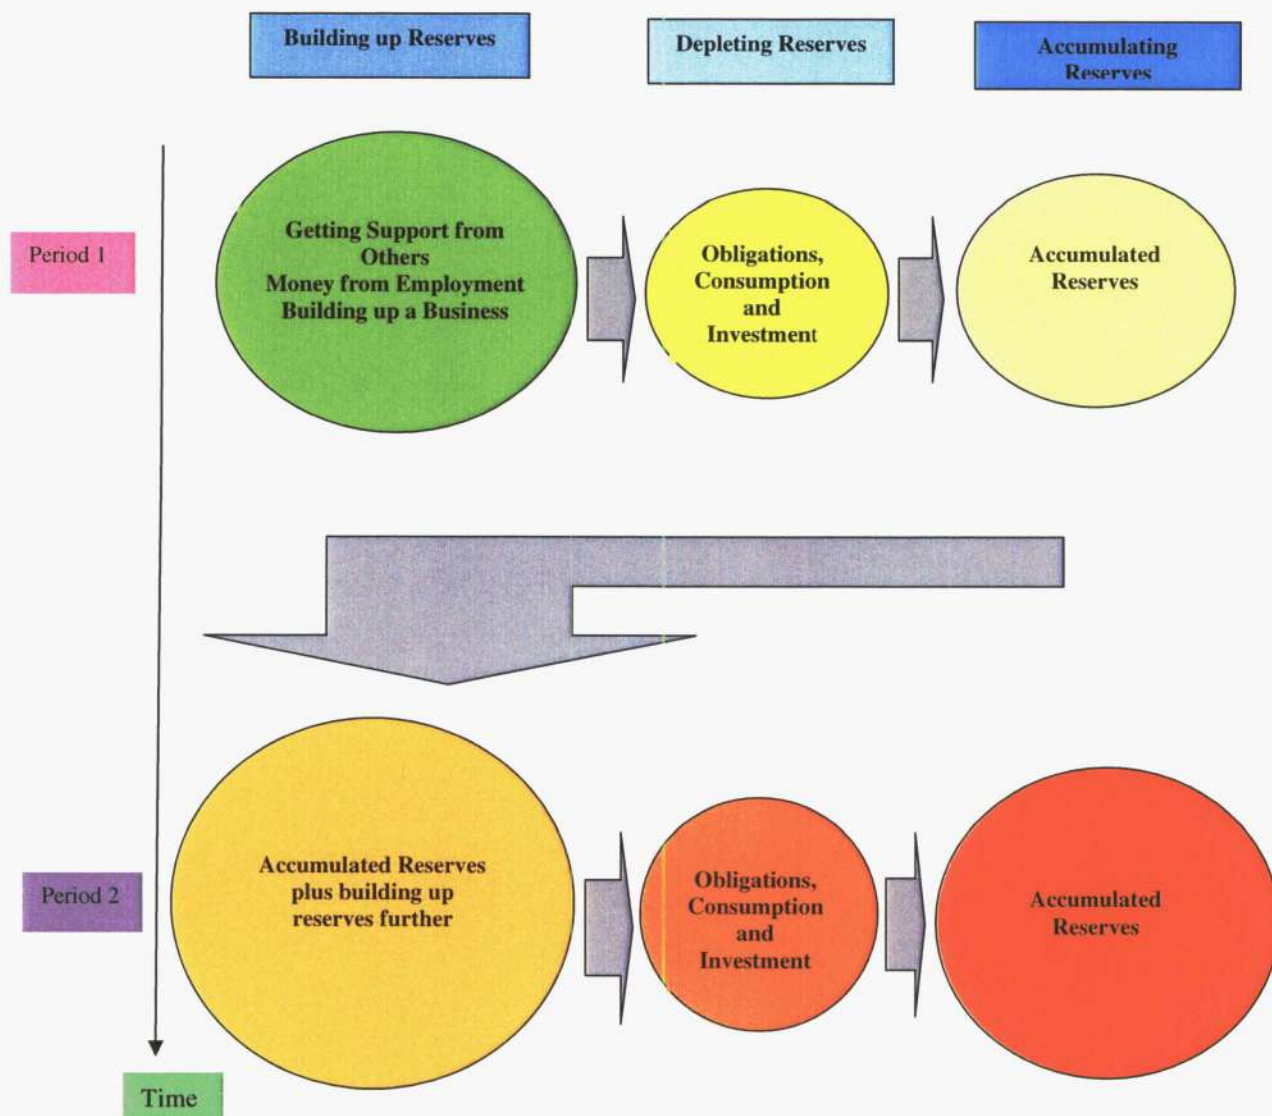 Building up Reserves
Depleting Reserves
Accumulating
Reserves
Period 1
Getting Support from
Others
Money from Employment
Building up a Business
Obligations,
Consumption
and
Investment
Accumulated
Reserves
Period 2
Accumulated Reserves
plus building up
reserves further
Obligations,
Consumption
and
Investment
Accumulated
Reserves
Time